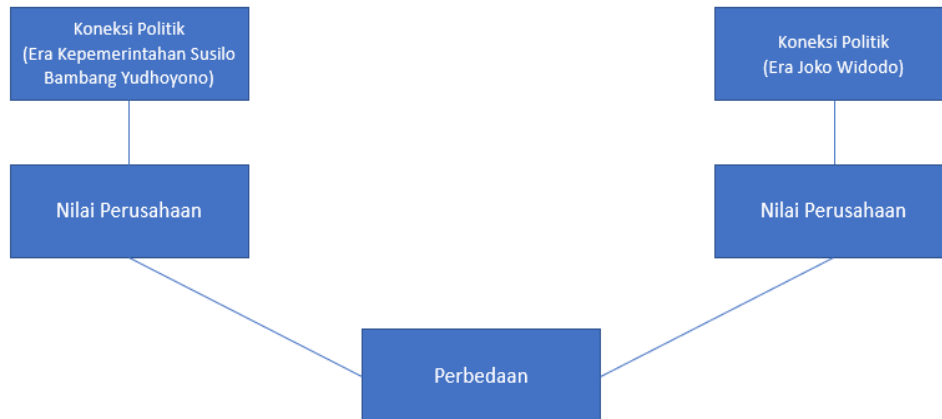 Koneksi Politik
(Era Kepemerintahan Susilo
Bambang Yudhoyono)
Koneksi Politik
(Era Joko Widodo)
Nilai Perusahaan
Nilai Perusahaan
Perbedaan